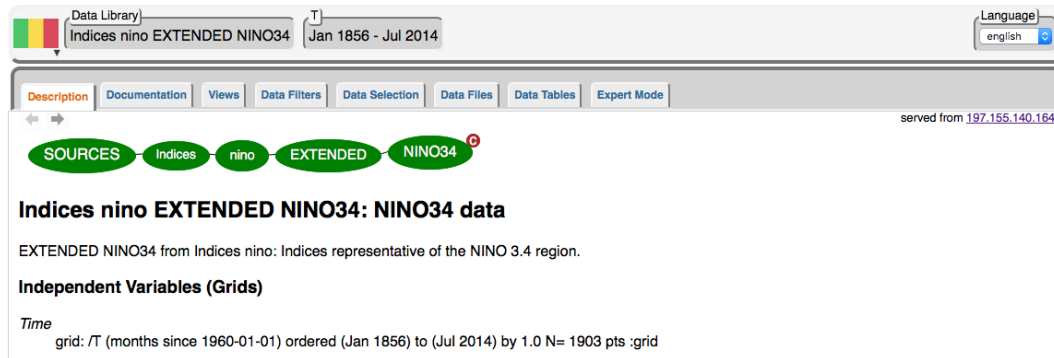 Data Library
Indices nino EXTENDED NINO34
T
Jan 1856 - Jul 2014
Language
english
Description
Documentation
Views
Data Filters
Data Selection
Data Files
Data Tables
Expert Mode
served from 197.155.140.164
SOURCES
Indices
nino
EXTENDED
NINO34
C
Indices nino EXTENDED NINO34: NINO34 data
EXTENDED NINO34 from Indices nino: Indices representative of the NINO 3.4 region.
Independent Variables (Grids)
Time
grid: /T (months since 1960-01-01) ordered (Jan 1856) to (Jul 2014) by 1.0 N= 1903 pts :grid